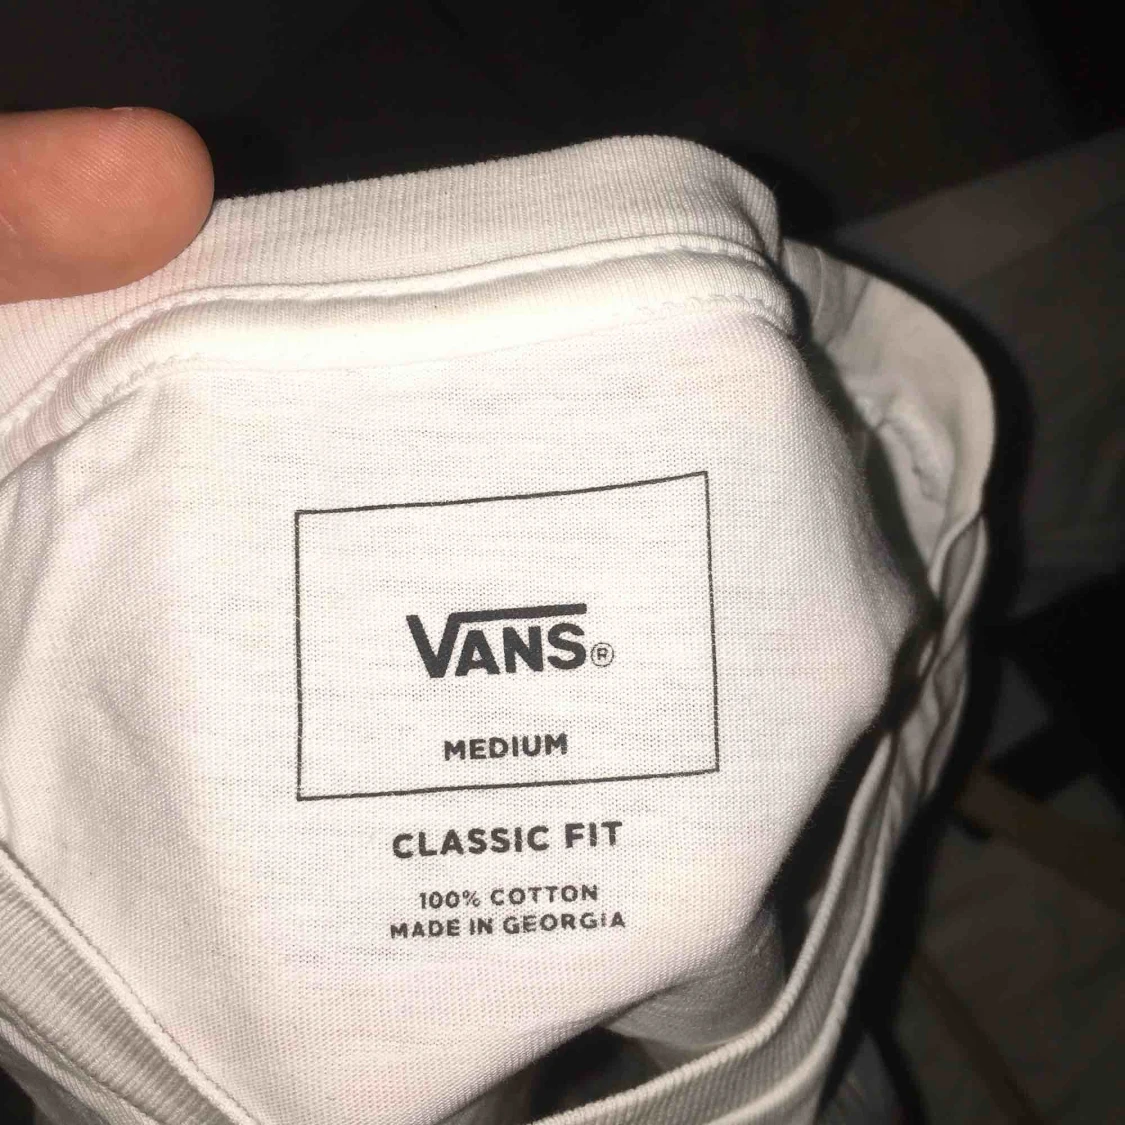 VANS®
MEDIUM
CLASSIC FIT
100% COTTON
MADE IN GEORGIA